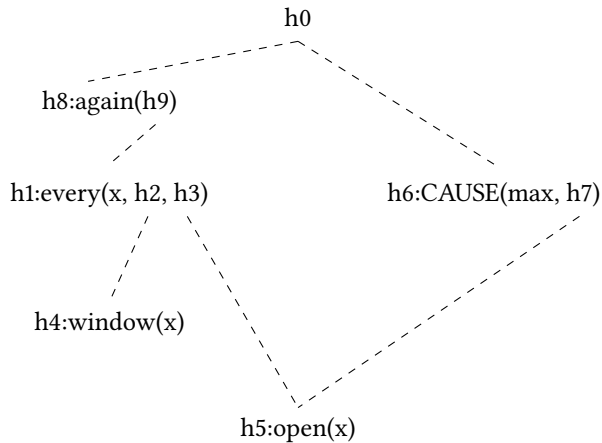 h0
h8:again(h9)
h1:every(x, h2, h3)
h6:CAUSE(max, h7)
h4:window(x)
h5:open(x)